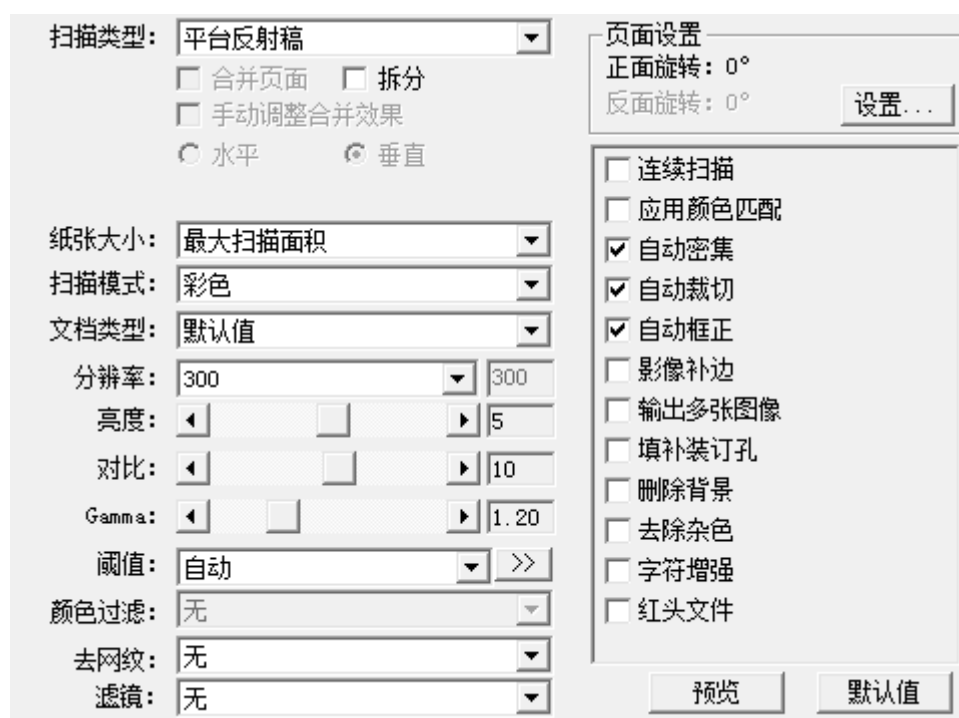 扫描类型: 平台反射稿
合并页面 拆分
手动调整合并效果
水平 垂直
纸张大小: 最大扫描面积
扫描模式: 彩色
文档类型: 默认值
分辨率: 300 300
亮度: 5
对比: 10
Gamma: 1.20
阈值: 自动 >>
颜色过滤: 无
去网纹: 无
滤镜: 无
页面设置
正面旋转: 0°
反面旋转: 0°
设置...
连续扫描
应用颜色匹配
自动密集
自动裁切
自动框正
影像补边
输出多张图像
填补装订孔
删除背景
去除杂色
字符增强
红头文件
预览 默认值